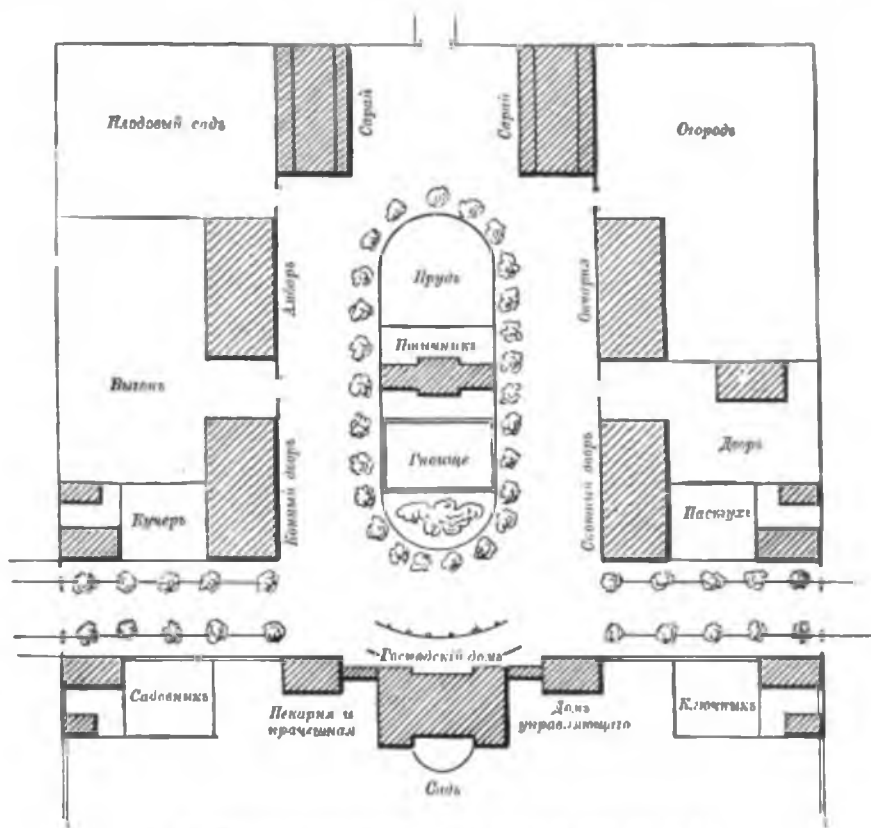 Плодовый садъ
Сарай
Сарай
Огородъ
Амбаръ
Прудъ
Овчарня
Птичникъ
Выгонъ
Дворъ
Гноище
Конный дворъ
Скотный дворъ
Кучеръ
Пастухъ
Господскій домъ
Садовникъ
Ключникъ
Пекарня и
прачешная
Домъ
управляющаго
Садъ